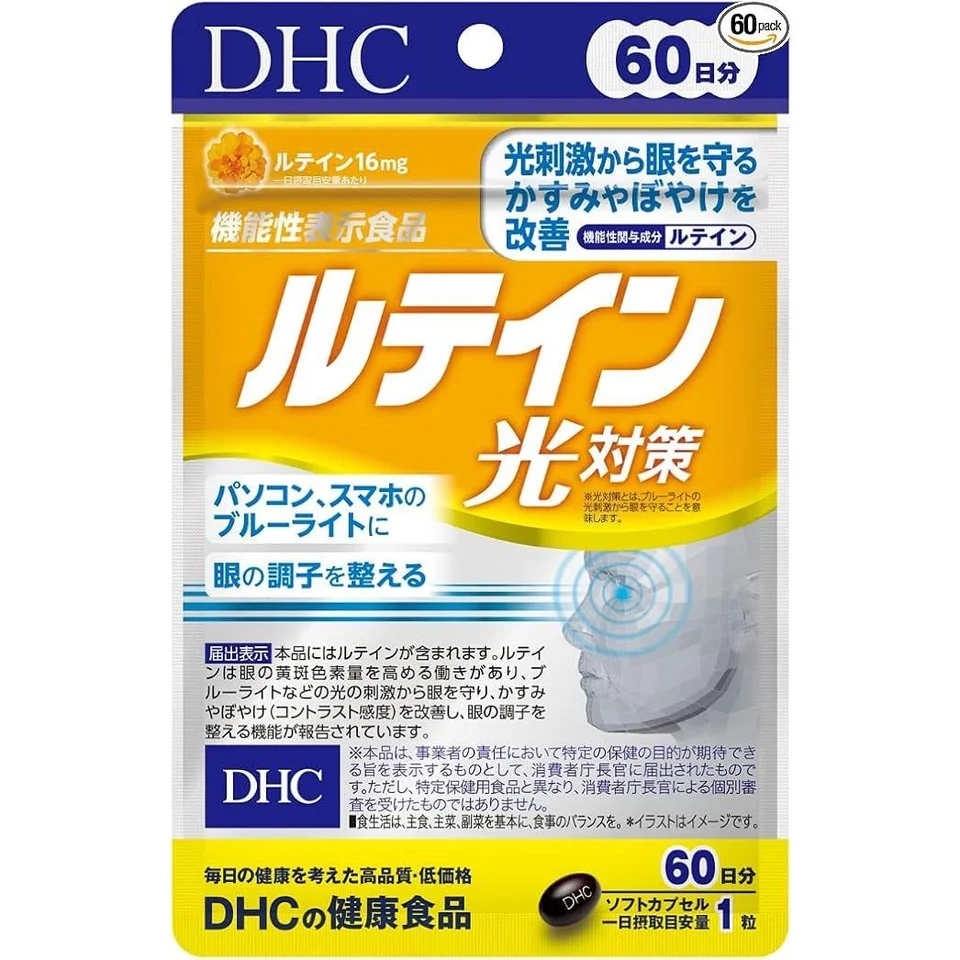 DHC
60日分
60
pack
ルテイン16mg
一日摂取目安量あたり
光刺激から眼を守る
かすみやぼやけを
改善 機能性関与成分 ルテイン
機能性表示食品
ルテイン
光対策
※光対策とは、ブルーライトの
光刺激から眼を守ることを意
味します。
パソコン、スマホの
ブルーライトに
眼の調子を整える
届出表示 本品にはルテインが含まれます。ルテイ
ンは眼の黄斑色素量を高める働きがあり、ブ
ルーライトなどの光の刺激から眼を守り、かすみ
やぼやけ（コントラスト感度）を改善し、眼の調子を
整える機能が報告されています。
DHC
※本品は、事業者の責任において特定の保健の目的が期待でき
る旨を表示するものとして、消費者庁長官に届出されたもので
す。ただし、特定保健用食品と異なり、消費者庁長官による個別審
査を受けたものではありません。
■食生活は、主食、主菜、副菜を基本に、食事のバランスを。 ＊イラストはイメージです。
毎日の健康を考えた高品質・低価格
DHCの健康食品
DHC
60日分
ソフトカプセル
一日摂取目安量 1粒